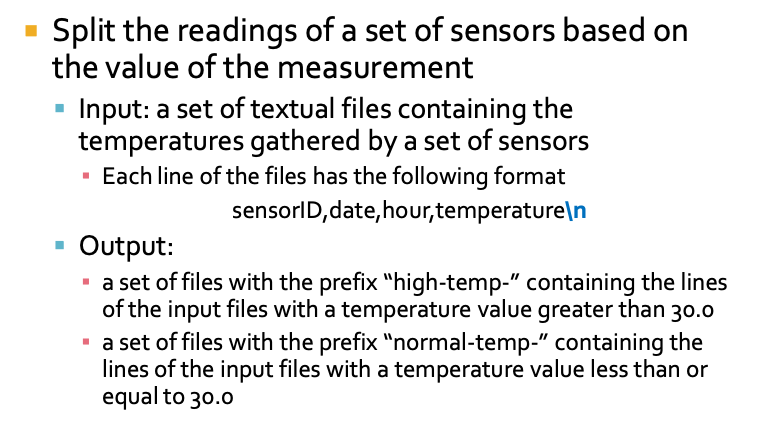 Split the readings of a set of sensors based on
the value of the measurement
Input: a set of textual files containing the
temperatures gathered by a set of sensors
Each line of the files has the following format
sensorID,date,hour,temperature\n
Output:
a set of files with the prefix “high-temp-” containing the lines
of the input files with a temperature value greater than 30.0
a set of files with the prefix “normal-temp-” containing the
lines of the input files with a temperature value less than or
equal to 30.0